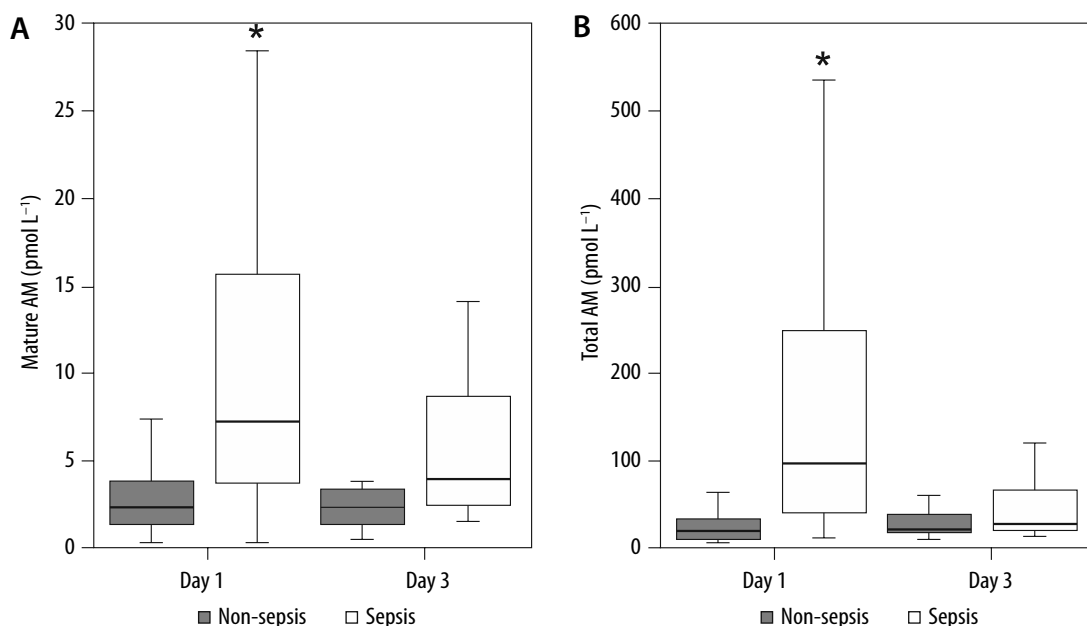 A
Mature AM (pmol L⁻¹)
30
25
20
15
10
5
0
*
Day 1
Day 3
Non-sepsis
Sepsis
B
Total AM (pmol L⁻¹)
600
500
400
300
200
100
0
*
Day 1
Day 3
Non-sepsis
Sepsis